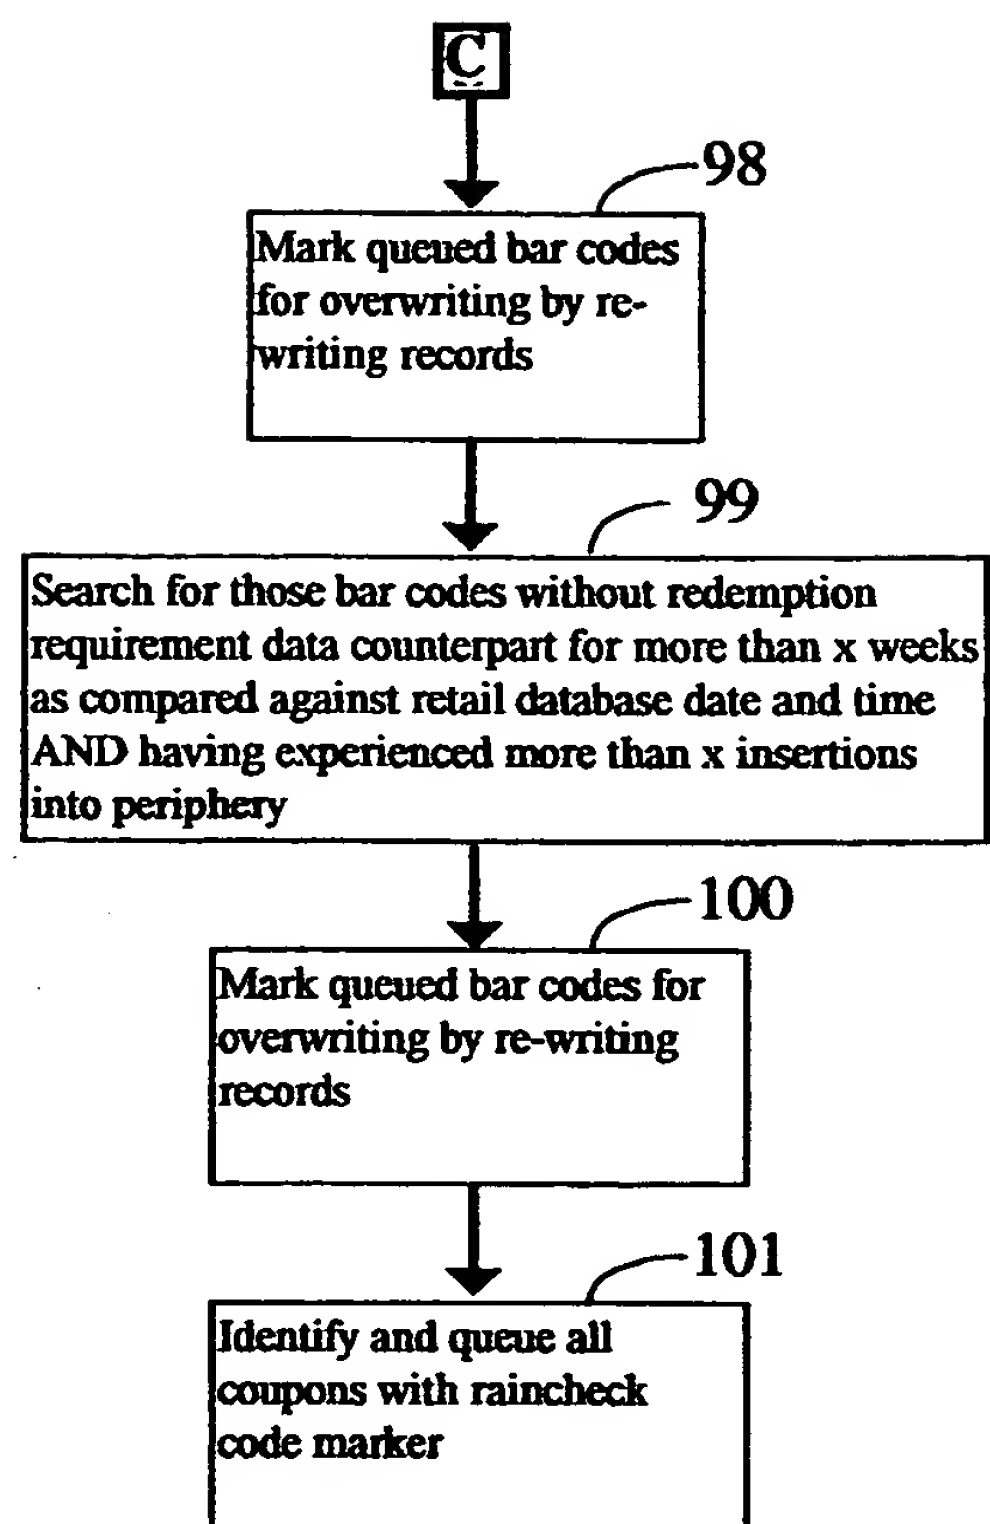 C
98
Mark queued bar codes
for overwriting by re-
writing records
99
Search for those bar codes without redemption
requirement data counterpart for more than x weeks
as compared against retail database date and time
AND having experienced more than x insertions
into periphery
100
Mark queued bar codes for
overwriting by re-writing
records
101
Identify and queue all
coupons with raincheck
code marker